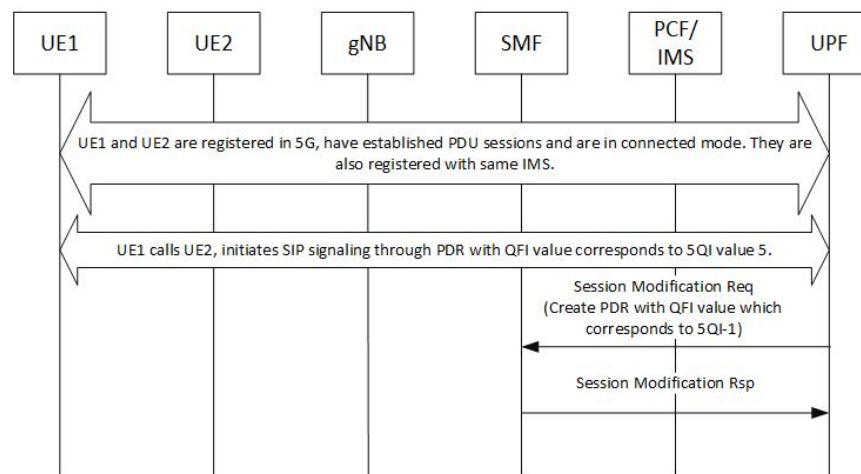 UE1
UE2
gNB
SMF
PCF/
IMS
UPF
UE1 and UE2 are registered in 5G, have established PDU sessions and are in connected mode. They are
also registered with same IMS.
UE1 calls UE2, initiates SIP signaling through PDR with QFI value corresponds to 5QI value 5.
Session Modification Req
(Create PDR with QFI value which
corresponds to 5QI-1)
Session Modification Rsp